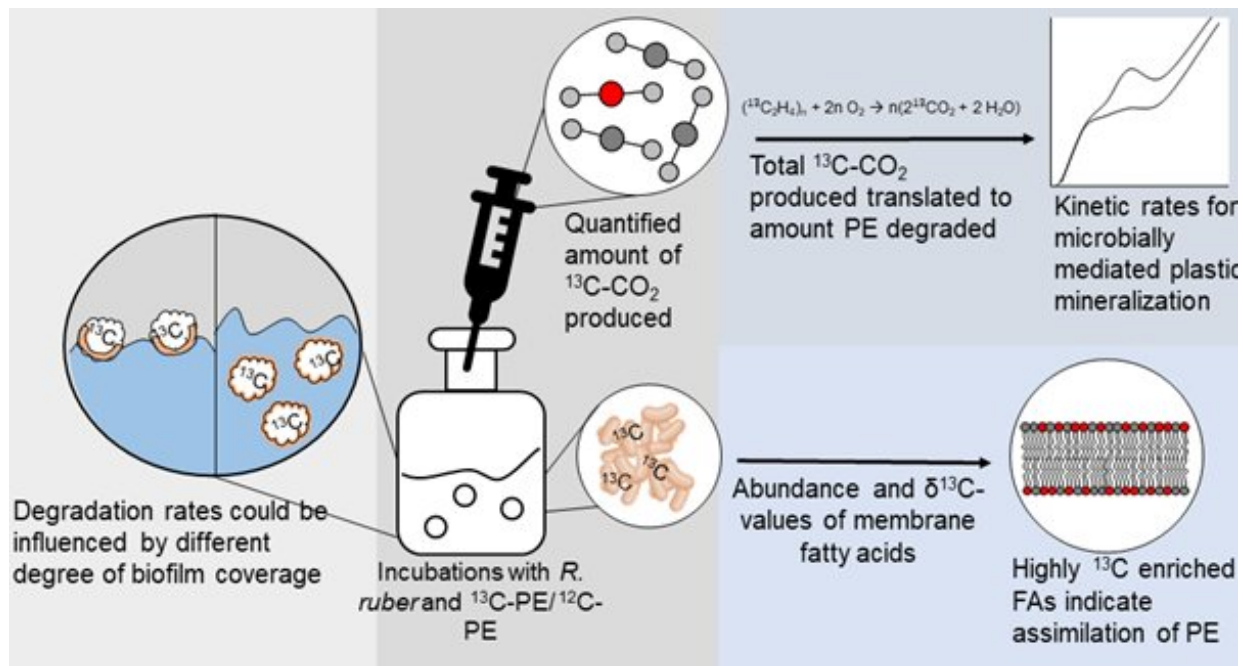 ¹³C
¹³C
¹³C
¹³C
¹³C
Degradation rates could be
influenced by different
degree of biofilm coverage
Quantified
amount of
¹³C-CO₂
produced
¹³C
¹³C
¹³C
Incubations with R.
ruberand ¹³C-PE/¹²C-
PE
(¹³C₂H₄)ₙ + 2n O₂ → n(2¹³CO₂ + 2 H₂O)
Total ¹³C-CO₂
produced translated to
amount PE degraded
Kinetic rates for
microbially
mediated plastic
mineralization
Abundance and δ¹³C-
values of membrane
fatty acids
Highly ¹³C enriched
FAs indicate
assimilation of PE